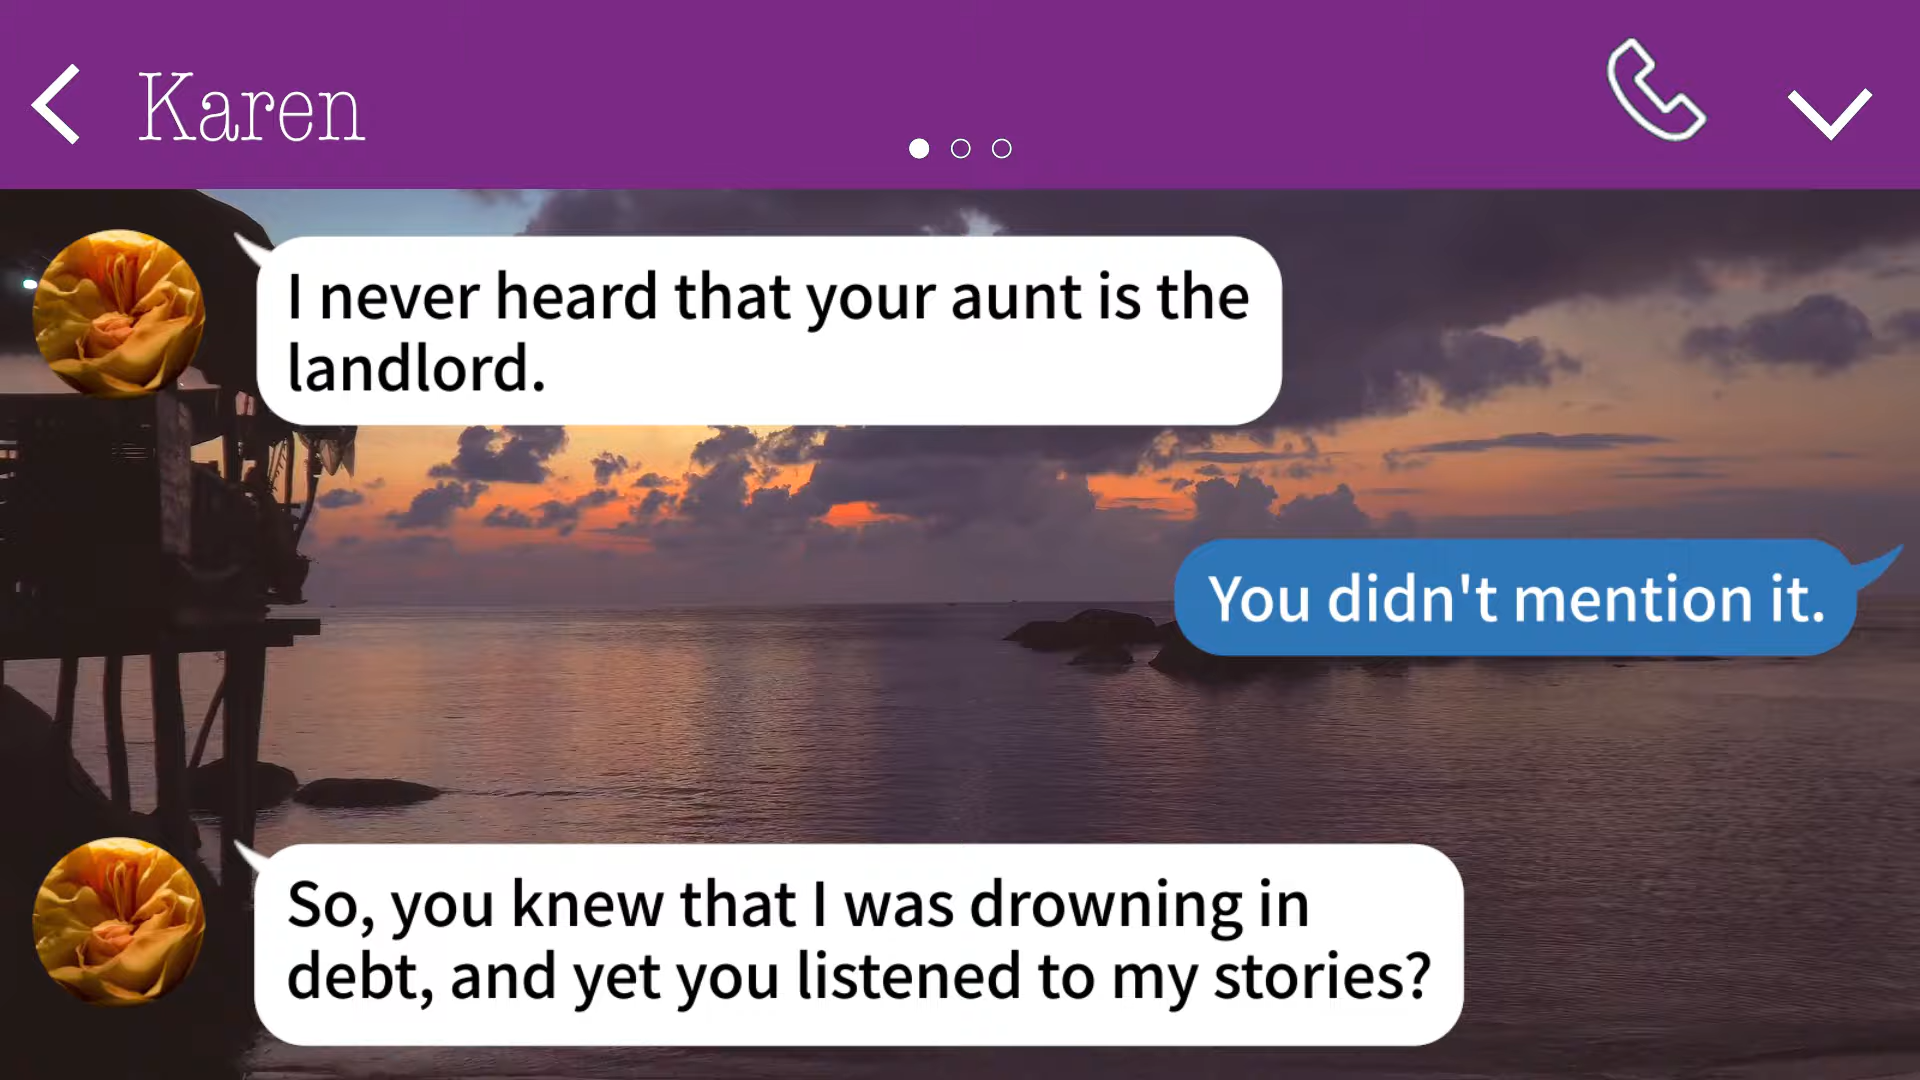 Karen
I never heard that your aunt is the
landlord.
You didn't mention it.
So, you knew that I was drowning in
debt, and yet you listened to my stories?